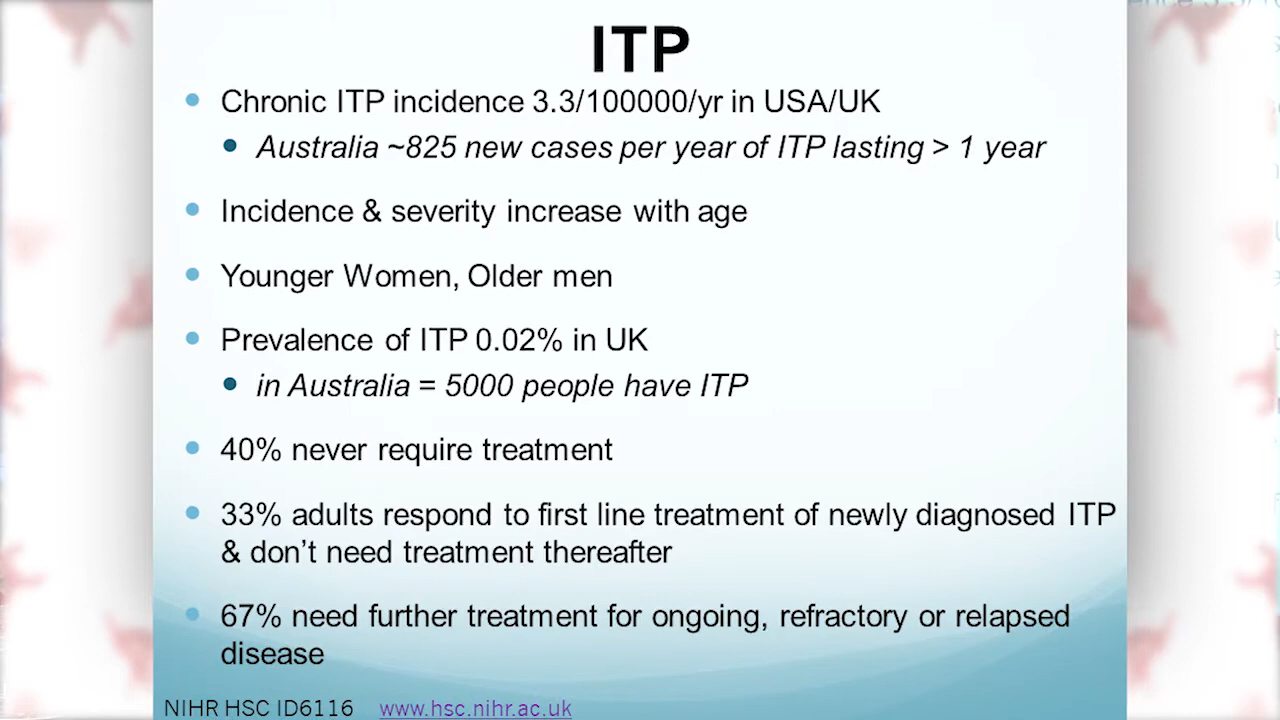 ITP
Chronic ITP incidence 3.3/100000/yr in USA/UK
Australia ~825 new cases per year of ITP lasting > 1 year
Incidence & severity increase with age
Younger Women, Older men
Prevalence of ITP 0.02% in UK
in Australia = 5000 people have ITP
40% never require treatment
33% adults respond to first line treatment of newly diagnosed ITP
& don't need treatment thereafter
67% need further treatment for ongoing, refractory or relapsed
disease
NIHR HSC ID6116 www.hsc.nihr.ac.uk